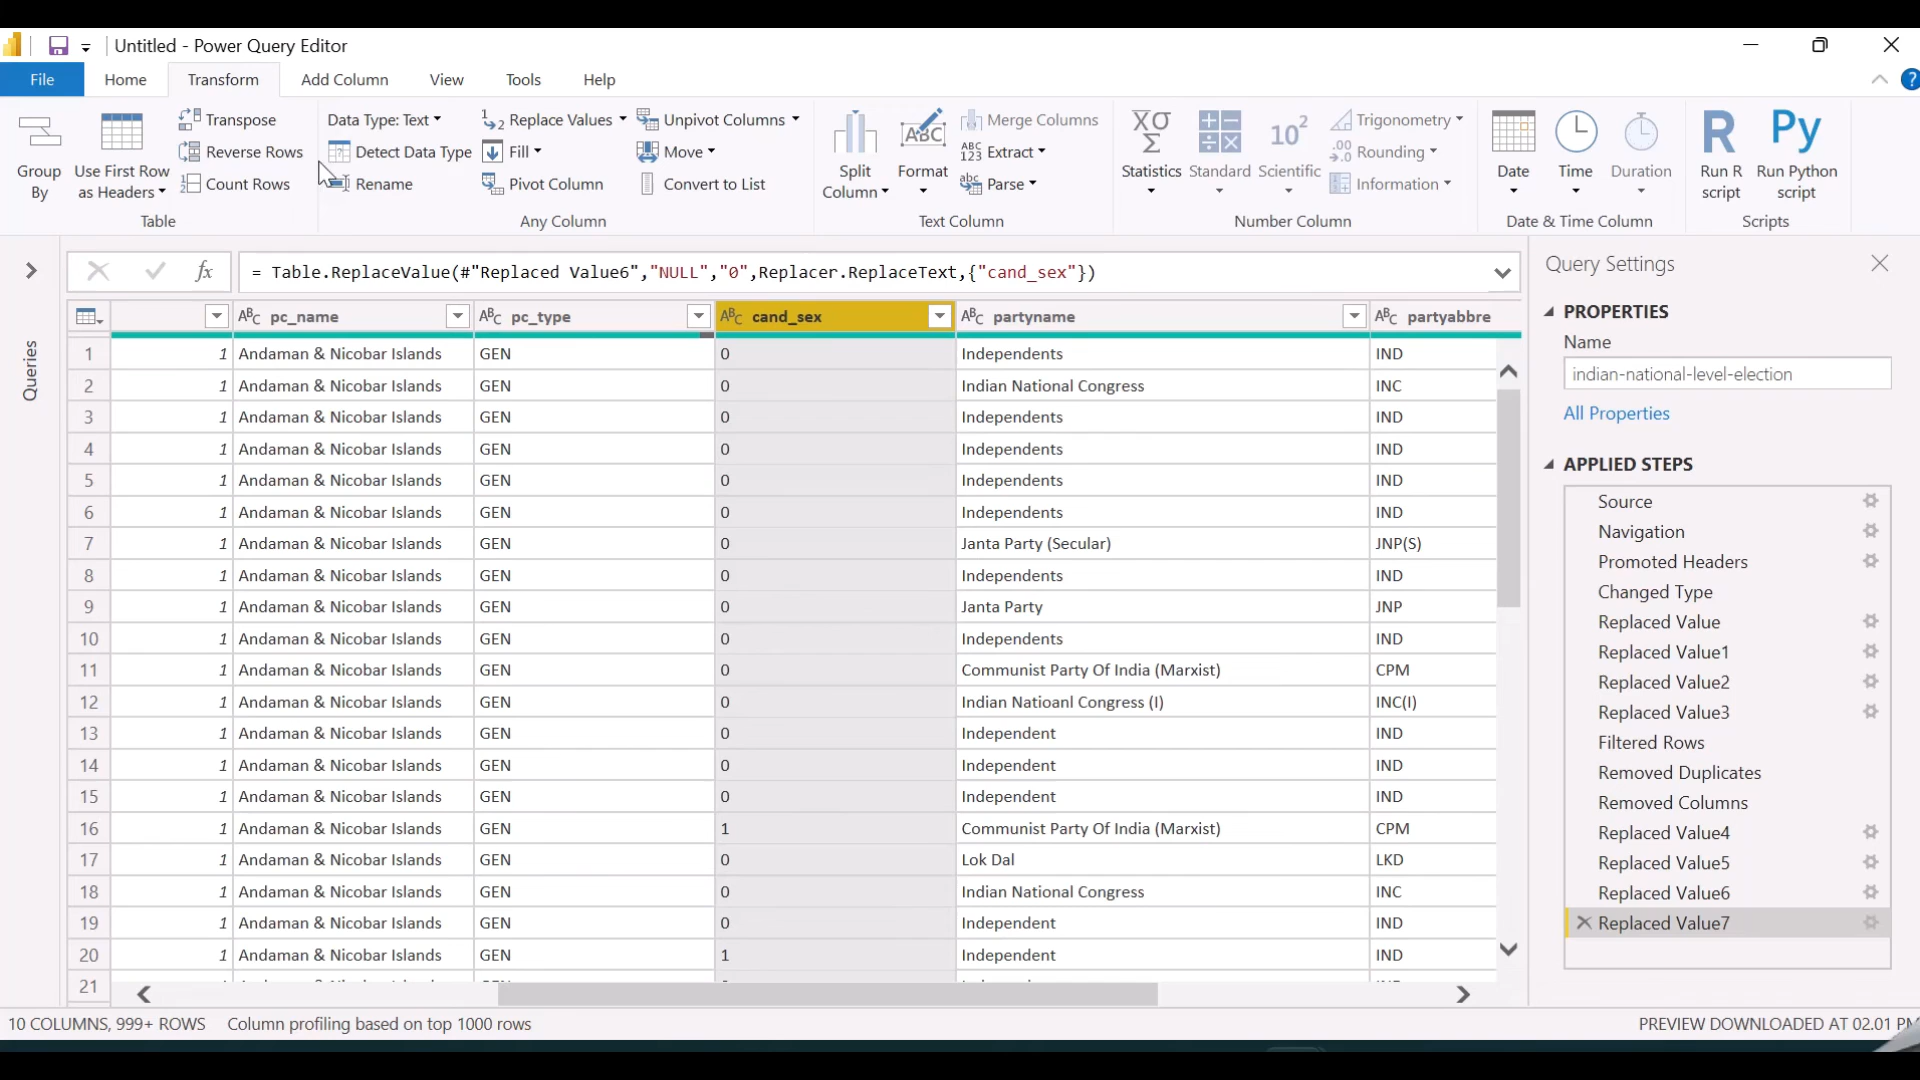 Untitled - Power Query Editor
File Home Transform Add Column View Tools Help
Group By
Use First Row as Headers
Transpose
Reverse Rows
Count Rows
Table
Data Type: Text
Detect Data Type
Rename
Replace Values
Fill
Pivot Column
Unpivot Columns
Move
Convert to List
Any Column
Split Column
Format
Merge Columns
Extract
Parse
Text Column
Statistics
Standard
Scientific
Trigonometry
Rounding
Information
Number Column
Date
Time
Duration
Date & Time Column
Run R script
Run Python script
Scripts
= Table.ReplaceValue(#"Replaced Value6","NULL","0",Replacer.ReplaceText,{"cand_sex"})
Queries
pc_name pc_type cand_sex partyname partyabbre
1 1 Andaman & Nicobar Islands GEN 0 Independents IND
2 1 Andaman & Nicobar Islands GEN 0 Indian National Congress INC
3 1 Andaman & Nicobar Islands GEN 0 Independents IND
4 1 Andaman & Nicobar Islands GEN 0 Independents IND
5 1 Andaman & Nicobar Islands GEN 0 Independents IND
6 1 Andaman & Nicobar Islands GEN 0 Independents IND
7 1 Andaman & Nicobar Islands GEN 0 Janta Party (Secular) JNP(S)
8 1 Andaman & Nicobar Islands GEN 0 Independents IND
9 1 Andaman & Nicobar Islands GEN 0 Janta Party JNP
10 1 Andaman & Nicobar Islands GEN 0 Independents IND
11 1 Andaman & Nicobar Islands GEN 0 Communist Party Of India (Marxist) CPM
12 1 Andaman & Nicobar Islands GEN 0 Indian Natioanl Congress (I) INC(I)
13 1 Andaman & Nicobar Islands GEN 0 Independent IND
14 1 Andaman & Nicobar Islands GEN 0 Independent IND
15 1 Andaman & Nicobar Islands GEN 0 Independent IND
16 1 Andaman & Nicobar Islands GEN 1 Communist Party Of India (Marxist) CPM
17 1 Andaman & Nicobar Islands GEN 0 Lok Dal LKD
18 1 Andaman & Nicobar Islands GEN 0 Indian National Congress INC
19 1 Andaman & Nicobar Islands GEN 0 Independent IND
20 1 Andaman & Nicobar Islands GEN 1 Independent IND
21
Query Settings
PROPERTIES
Name
indian-national-level-election
All Properties
APPLIED STEPS
Source
Navigation
Promoted Headers
Changed Type
Replaced Value
Replaced Value1
Replaced Value2
Replaced Value3
Filtered Rows
Removed Duplicates
Removed Columns
Replaced Value4
Replaced Value5
Replaced Value6
Replaced Value7
10 COLUMNS, 999+ ROWS Column profiling based on top 1000 rows
PREVIEW DOWNLOADED AT 02.01 PM